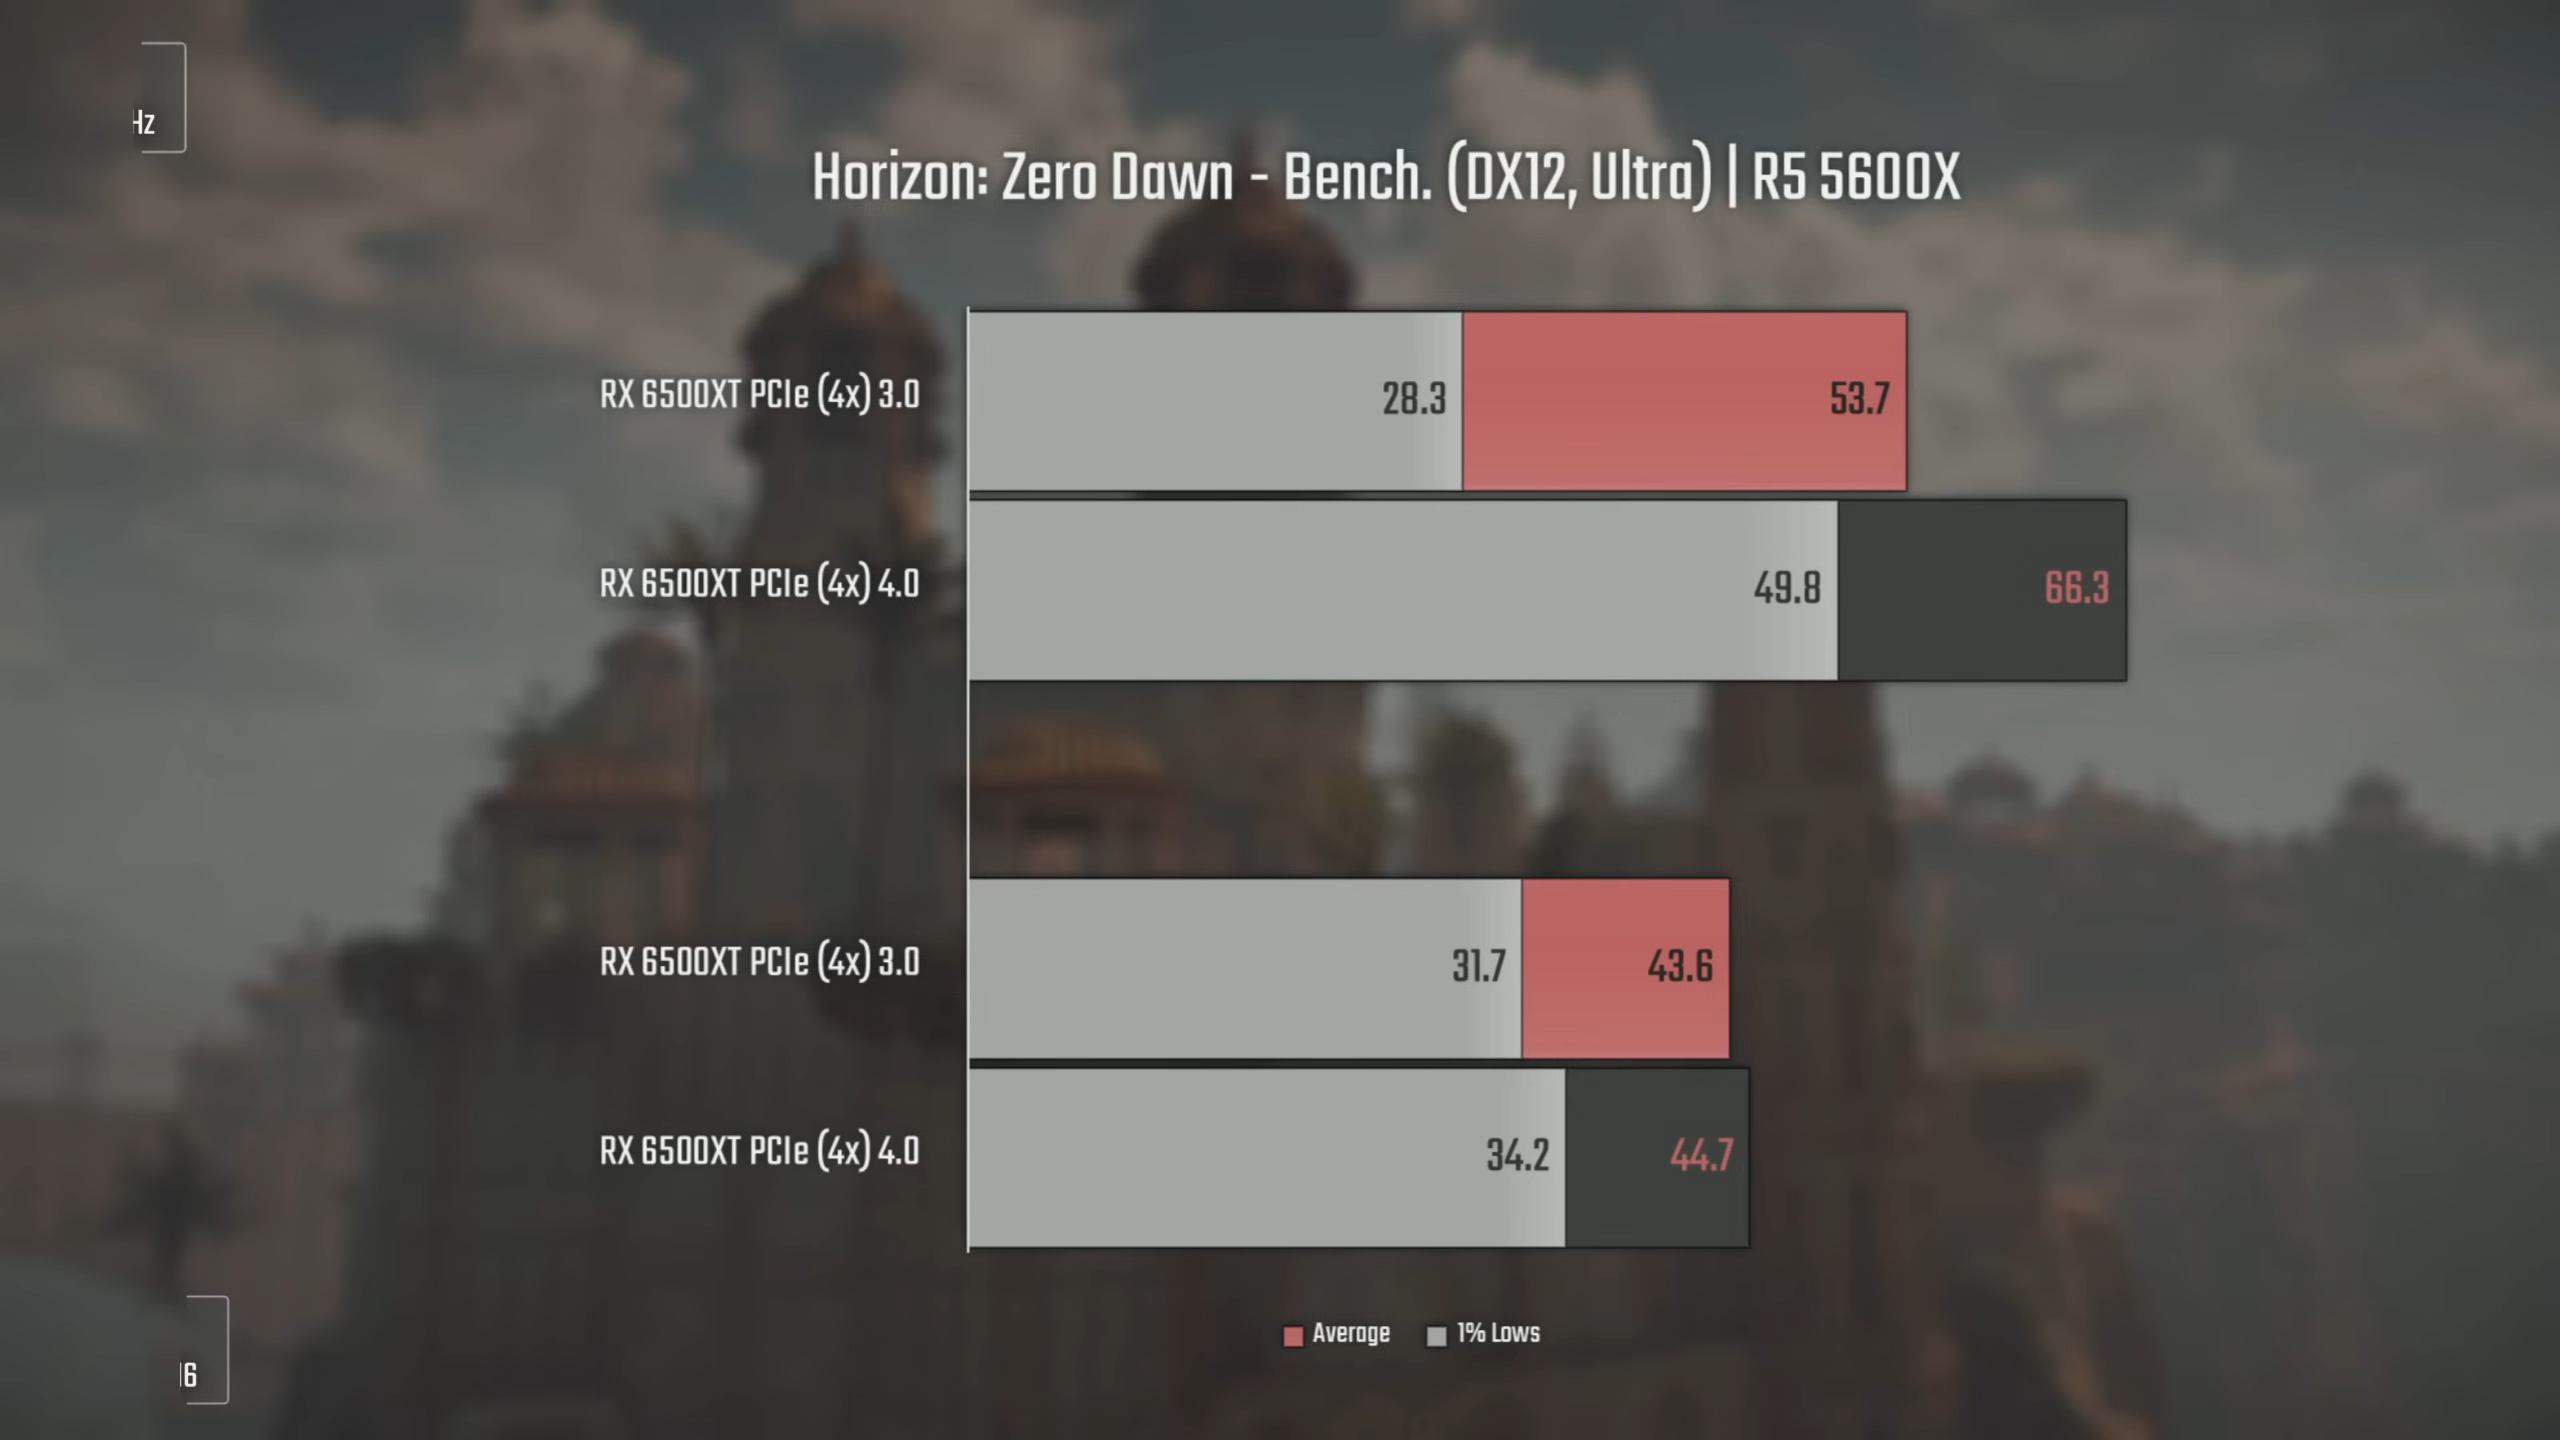 Hz
Horizon: Zero Dawn - Bench. (DX12, Ultra) | R5 5600X
RX 6500XT PCIe (4x) 3.0 28.3 53.7
RX 6500XT PCIe (4x) 4.0 49.8 66.3
RX 6500XT PCIe (4x) 3.0 31.7 43.6
RX 6500XT PCIe (4x) 4.0 34.2 44.7
Average 1% Lows
16